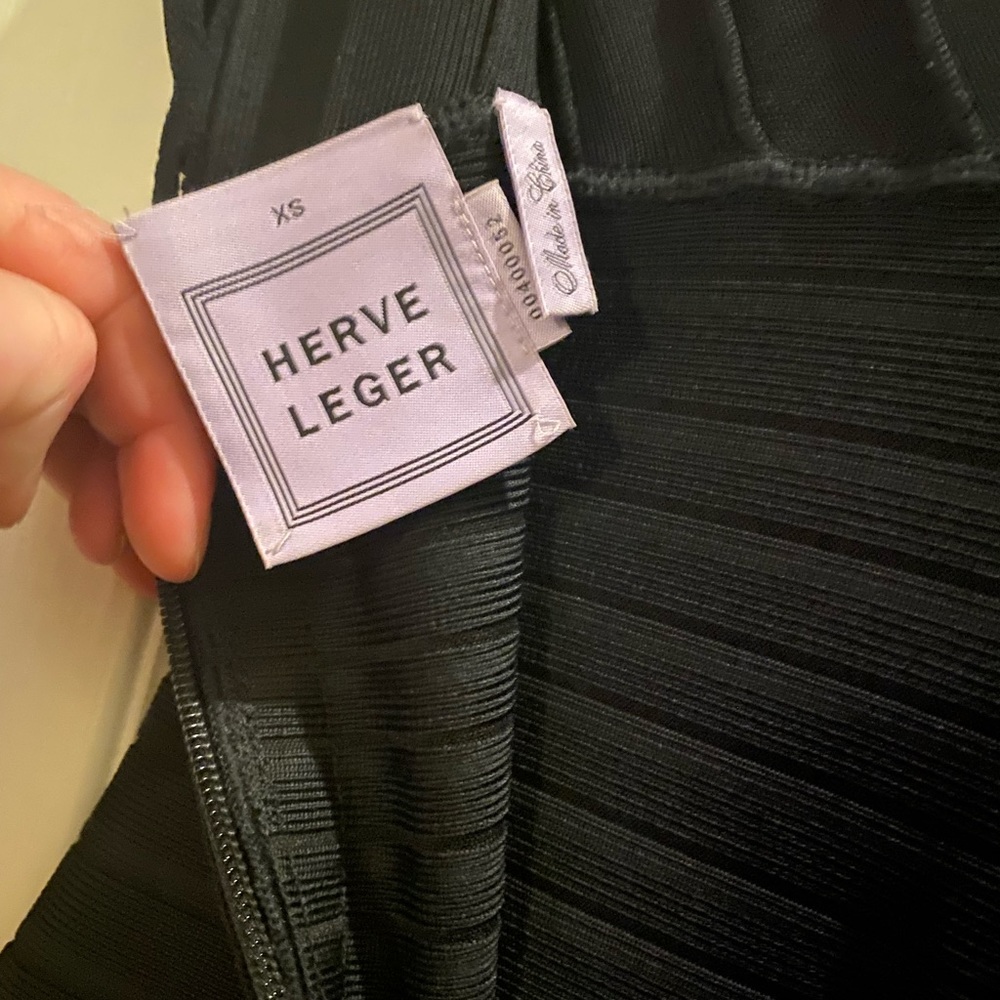 XS
HERVE
LEGER
00400052
Made in China